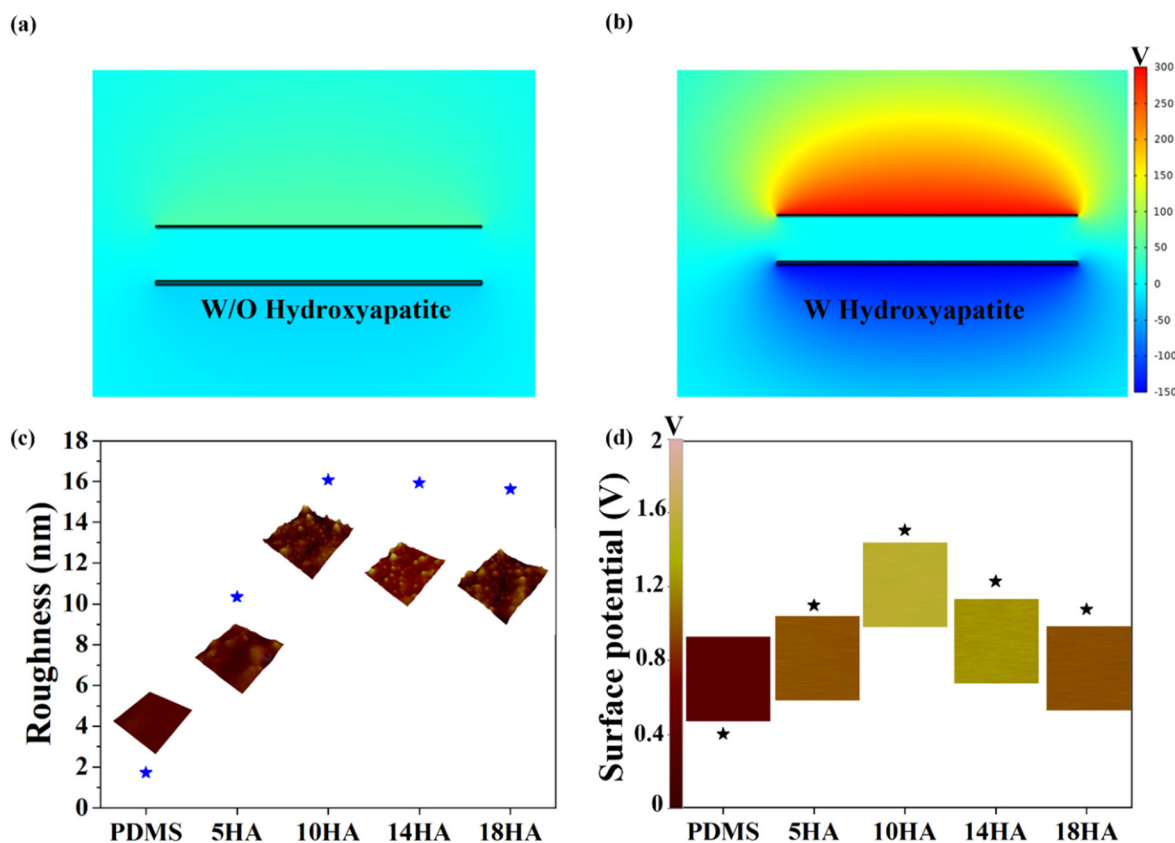 (a)
W/O Hydroxyapatite
(b)
V
300
250
200
150
100
50
0
-50
-100
-150
W Hydroxyapatite
(c)
Roughness (nm)
18
16
14
12
10
8
6
4
2
0
PDMS 5HA 10HA 14HA 18HA
(d)
V
Surface potential (V)
2
1.6
1.2
0.8
0.4
0
PDMS 5HA 10HA 14HA 18HA